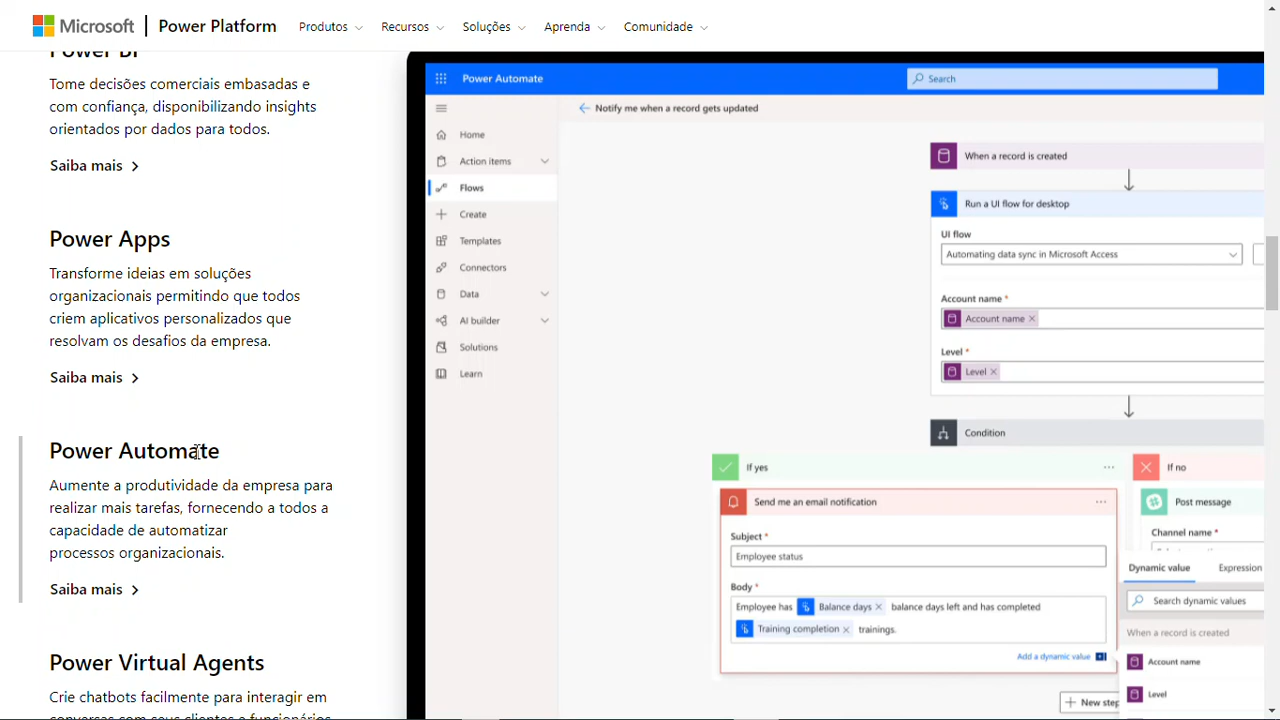 Microsoft
Power Platform
Produtos
Recursos
Soluções
Aprenda
Comunidade
Power BI
Tome decisões comerciais embasadas e
com confiança, disponibilizando insights
orientados por dados para todos.
Saiba mais
Power Apps
Transforme ideias em soluções
organizacionais permitindo que todos
criem aplicativos personalizados que
resolvam os desafios da empresa.
Saiba mais
Power Automate
Aumente a produtividade da empresa para
realizar mais tarefas, fornecendo a todos a
capacidade de automatizar
processos organizacionais.
Saiba mais
Power Virtual Agents
Crie chatbots facilmente para interagir em
conversas com seus clientes e funcionários
Power Automate
Search
Notify me when a record gets updated
Home
Action items
Flows
Create
Templates
Connectors
Data
AI builder
Solutions
Learn
When a record is created
Run a UI flow for desktop
UI flow
Automating data sync in Microsoft Access
Account name *
Account name
Level *
Level
Condition
If yes
Send me an email notification
Subject *
Employee status
Body *
Employee has Balance days balance days left and has completed
Training completion trainings.
Add a dynamic value
If no
Post message
Channel name *
Dynamic value
Expression
Search dynamic values
When a record is created
Account name
Level
New step